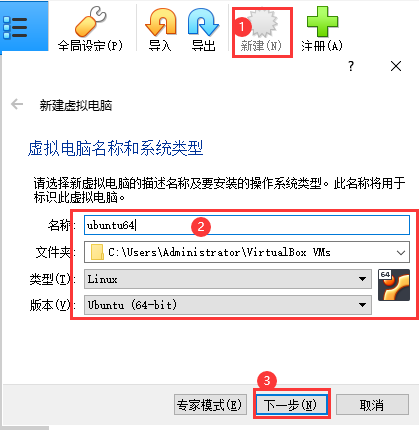 全局设定(P) 导入 导出 新建(N) 注册(A)
1
?
新建虚拟电脑
虚拟电脑名称和系统类型
请选择新虚拟电脑的描述名称及要安装的操作系统类型。此名称将用于
标识此虚拟电脑。
名称: ubuntu64
2
文件夹: C:\Users\Administrator\VirtualBox VMs
类型(T): Linux
64
版本(V): Ubuntu (64-bit)
3
专家模式(E) 下一步(N) 取消